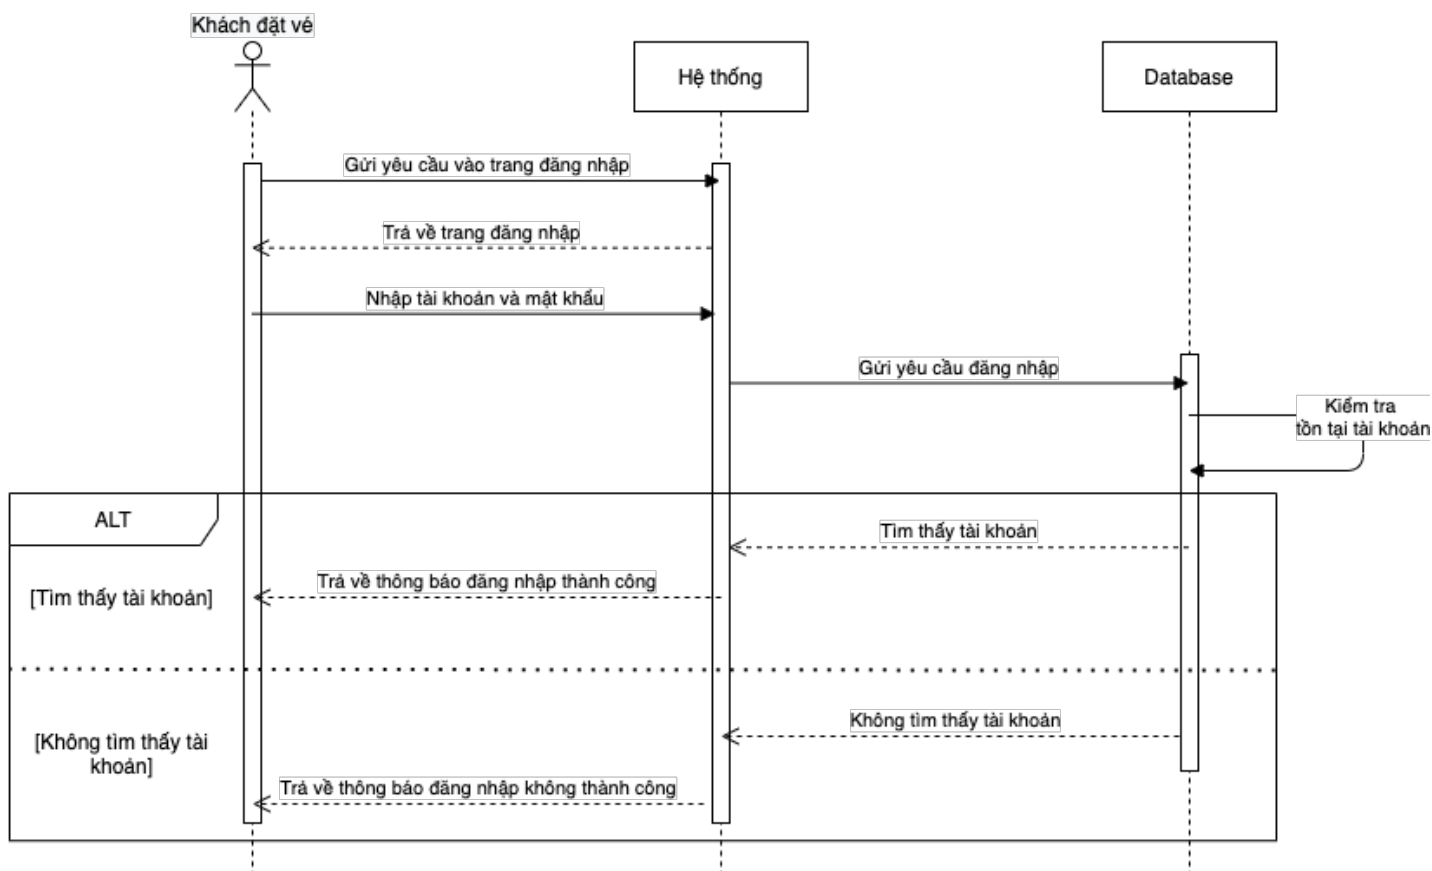 Khách đặt vé
Hệ thống
Database
Gửi yêu cầu vào trang đăng nhập
Trả về trang đăng nhập
Nhập tài khoản và mật khẩu
Gửi yêu cầu đăng nhập
Kiểm tra
tồn tại tài khoản
ALT
Tìm thấy tài khoản
Trả về thông báo đăng nhập thành công
[Tìm thấy tài khoản]
Không tìm thấy tài khoản
[Không tìm thấy tài
khoản]
Trả về thông báo đăng nhập không thành công